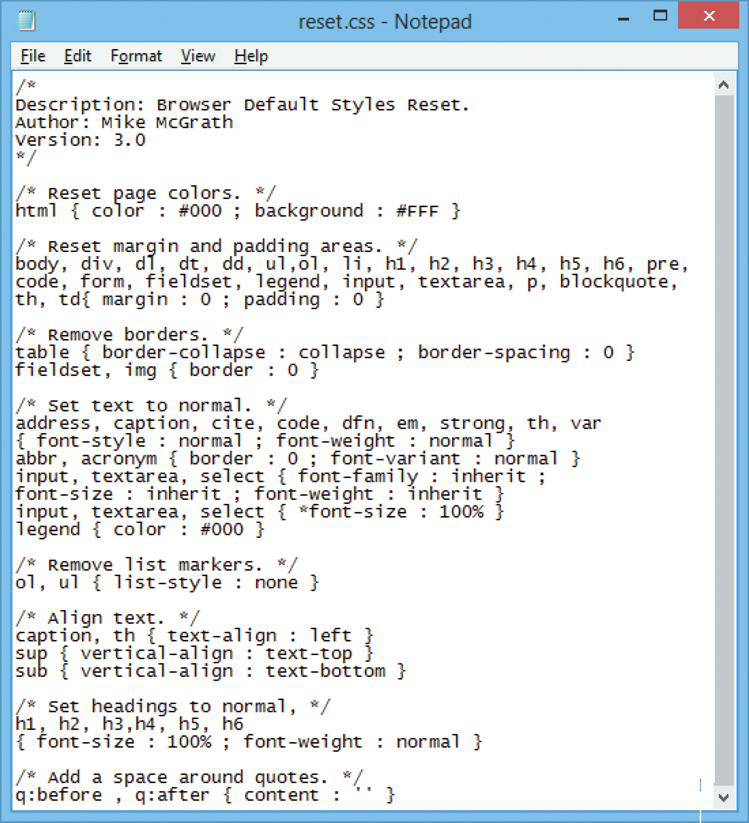 reset.css - Notepad
File Edit Format View Help
/*
Description: Browser Default Styles Reset.
Author: Mike McGrath
Version: 3.0
*/
/* Reset page colors. */
html { color : #000 ; background : #FFF }
/* Reset margin and padding areas. */
body, div, dl, dt, dd, ul,ol, li, h1, h2, h3, h4, h5, h6, pre,
code, form, fieldset, legend, input, textarea, p, blockquote,
th, td{ margin : 0 ; padding : 0 }
/* Remove borders. */
table { border-collapse : collapse ; border-spacing : 0 }
fieldset, img { border : 0 }
/* Set text to normal. */
address, caption, cite, code, dfn, em, strong, th, var
{ font-style : normal ; font-weight : normal }
abbr, acronym { border : 0 ; font-variant : normal }
input, textarea, select { font-family : inherit ;
font-size : inherit ; font-weight : inherit }
input, textarea, select { *font-size : 100% }
legend { color : #000 }
/* Remove list markers. */
ol, ul { list-style : none }
/* Align text. */
caption, th { text-align : left }
sup { vertical-align : text-top }
sub { vertical-align : text-bottom }
/* Set headings to normal, */
h1, h2, h3,h4, h5, h6
{ font-size : 100% ; font-weight : normal }
/* Add a space around quotes. */
q:before , q:after { content : '' }